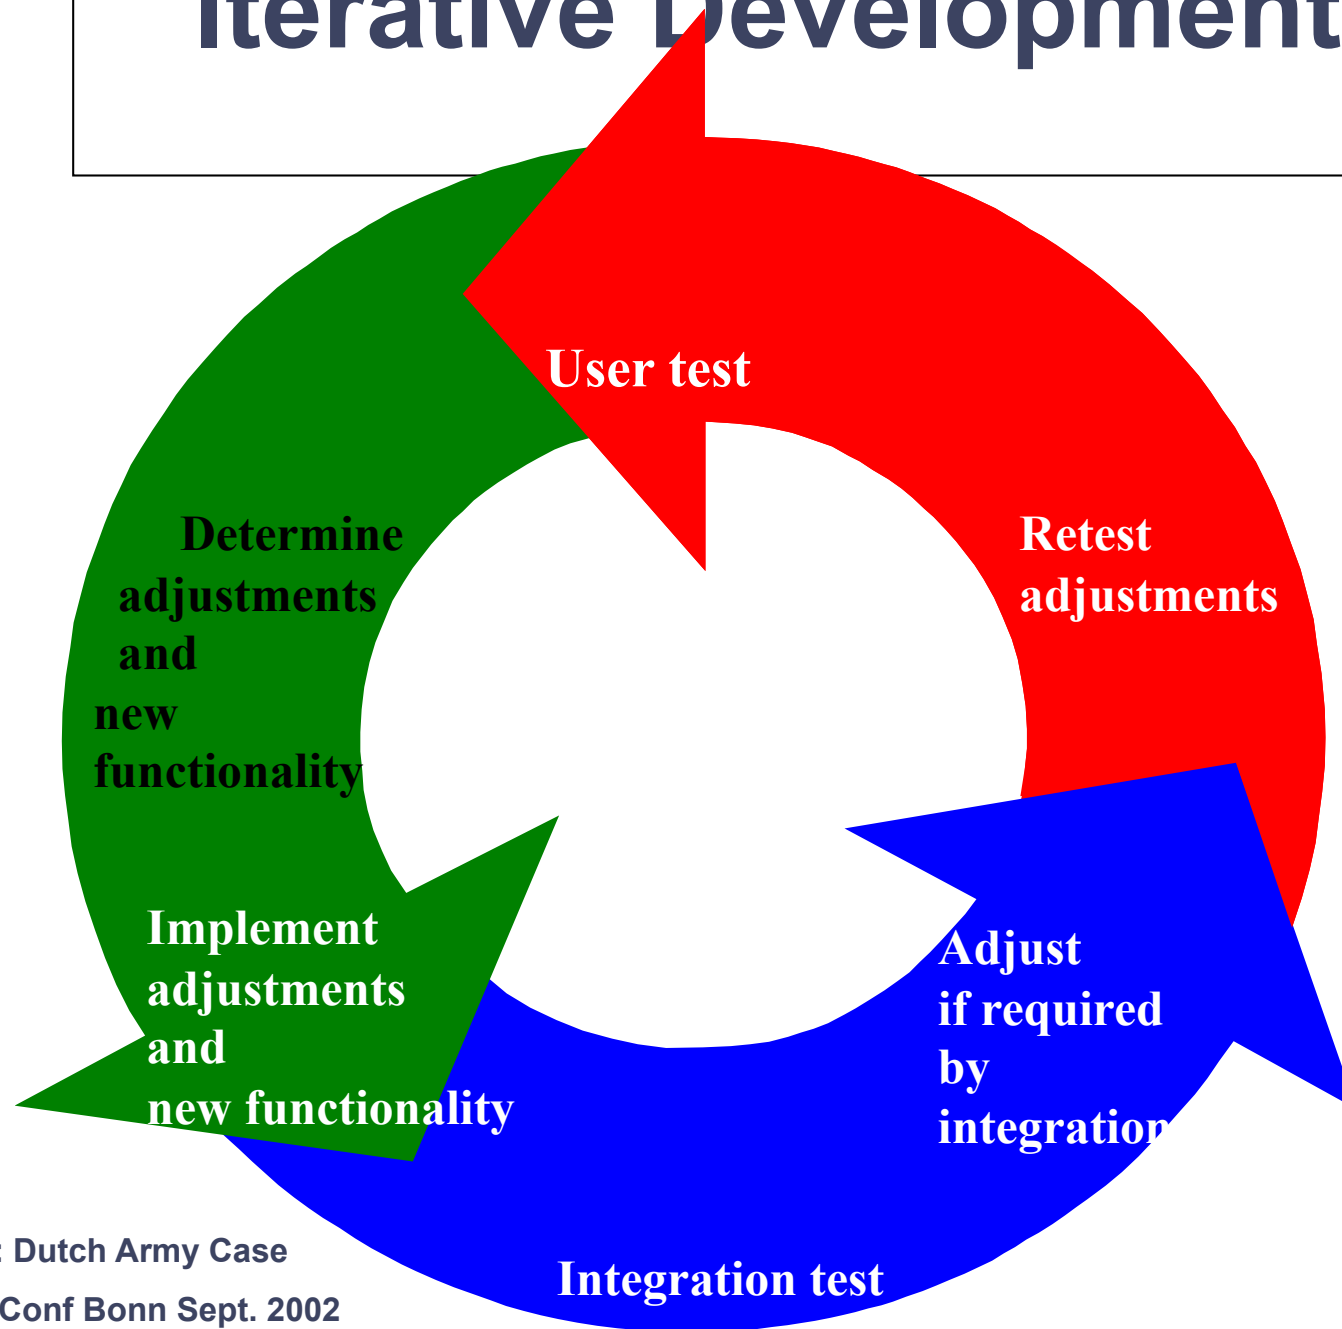 Iterative Development
User test
Retest
adjustments
Determine
adjustments
and
new
functionality
Implement
adjustments
and
new functionality
Adjust
if required
by
integration
Integration test
: Dutch Army Case
Conf Bonn Sept. 2002